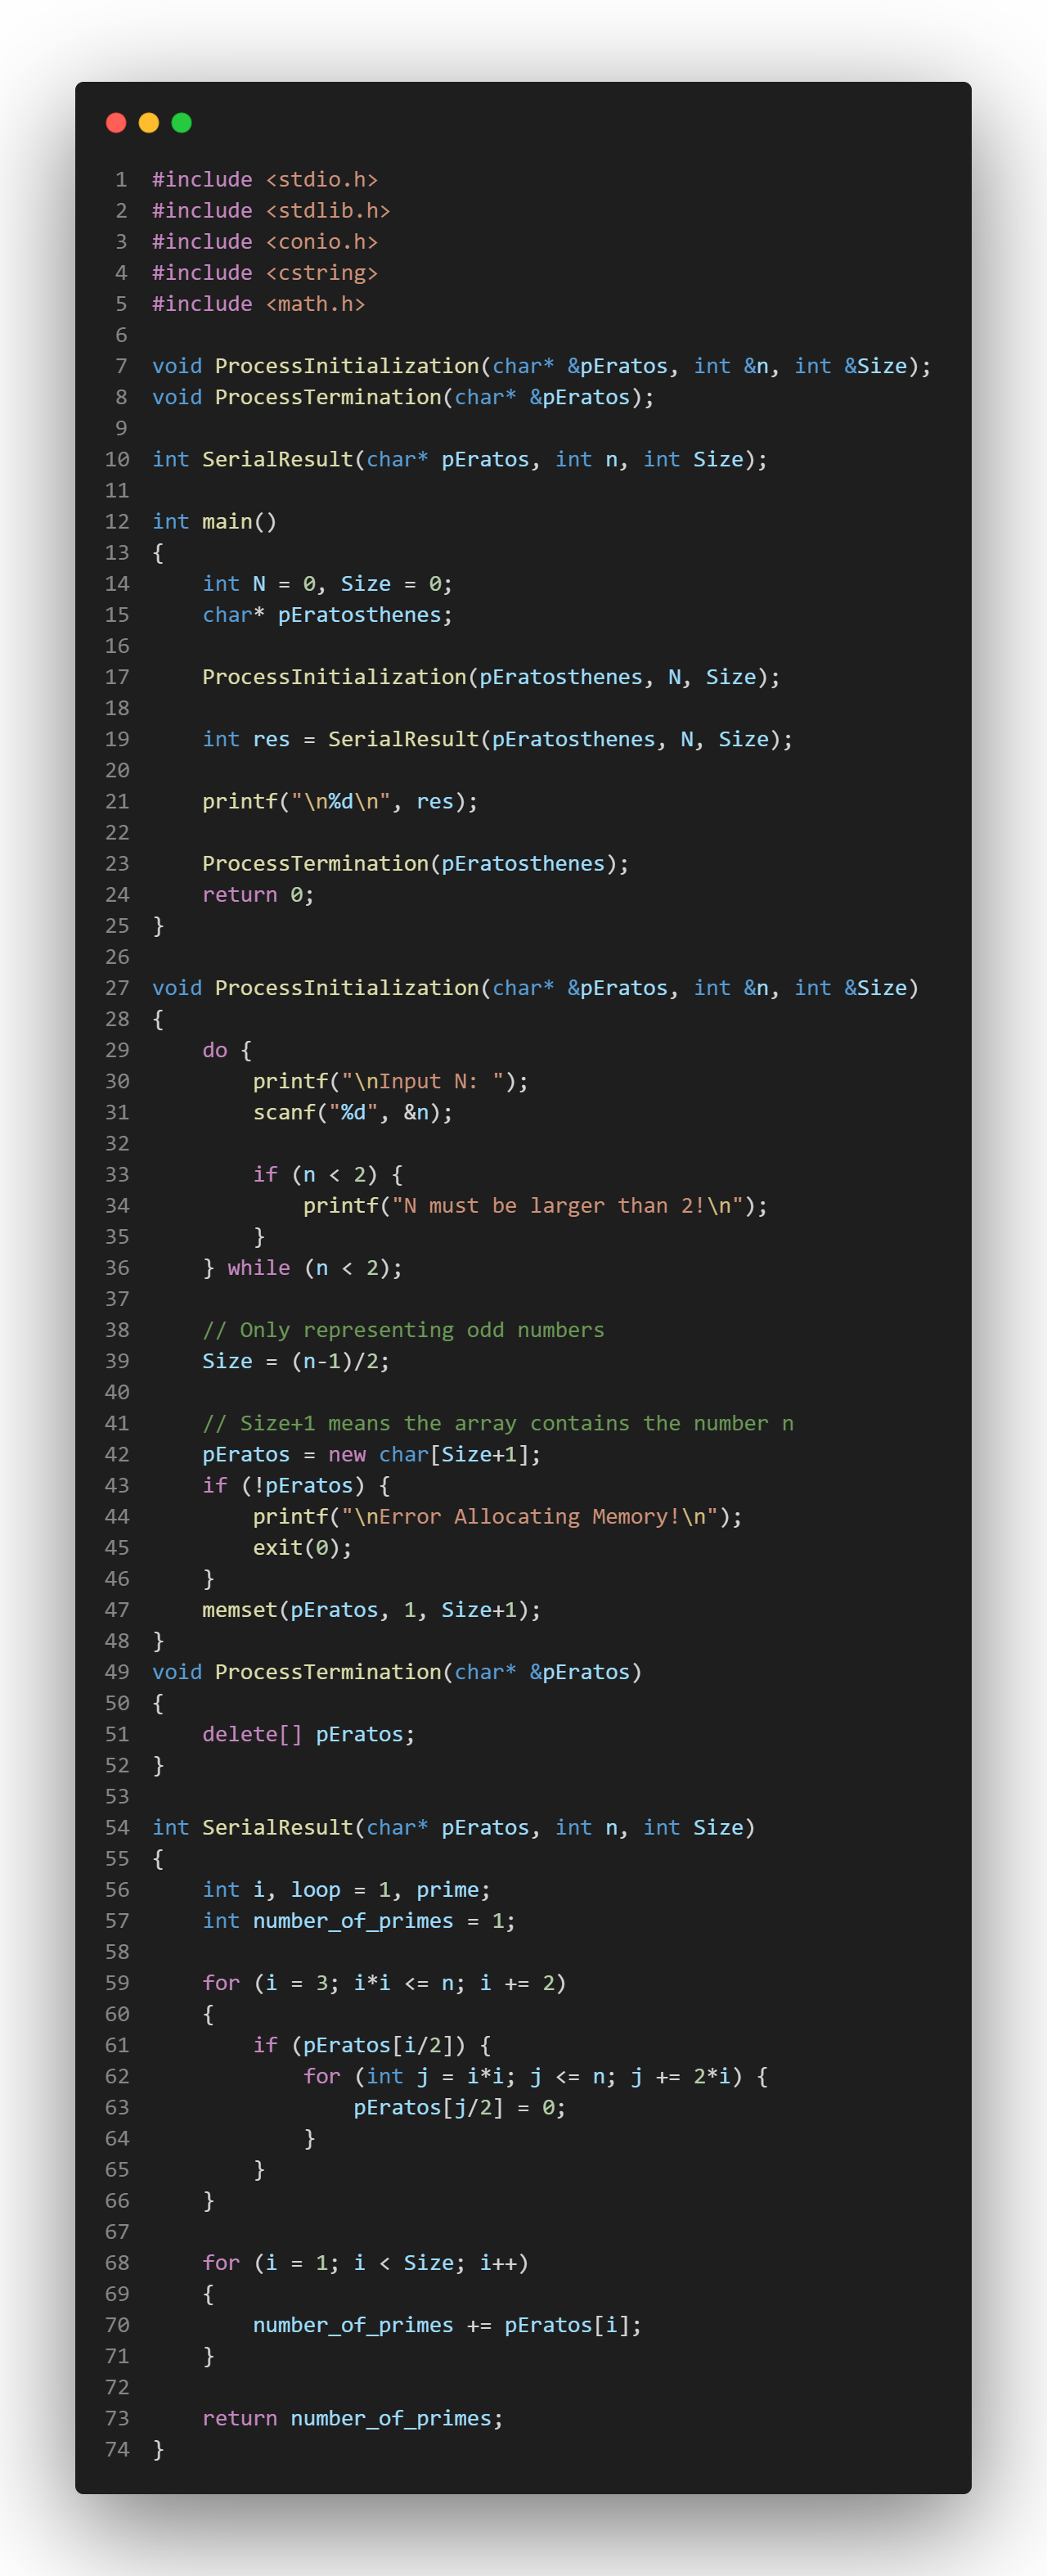 1 #include <stdio.h>
2 #include <stdlib.h>
3 #include <conio.h>
4 #include <cstring>
5 #include <math.h>
6
7 void ProcessInitialization(char* &pEratos, int &n, int &Size);
8 void ProcessTermination(char* &pEratos);
9
10 int SerialResult(char* pEratos, int n, int Size);
11
12 int main()
13 {
14     int N = 0, Size = 0;
15     char* pEratosthenes;
16
17     ProcessInitialization(pEratosthenes, N, Size);
18
19     int res = SerialResult(pEratosthenes, N, Size);
20
21     printf("\n%d\n", res);
22
23     ProcessTermination(pEratosthenes);
24     return 0;
25 }
26
27 void ProcessInitialization(char* &pEratos, int &n, int &Size)
28 {
29     do {
30         printf("\nInput N: ");
31         scanf("%d", &n);
32
33         if (n < 2) {
34             printf("N must be larger than 2!\n");
35         }
36     } while (n < 2);
37
38     // Only representing odd numbers
39     Size = (n-1)/2;
40
41     // Size+1 means the array contains the number n
42     pEratos = new char[Size+1];
43     if (!pEratos) {
44         printf("\nError Allocating Memory!\n");
45         exit(0);
46     }
47     memset(pEratos, 1, Size+1);
48 }
49 void ProcessTermination(char* &pEratos)
50 {
51     delete[] pEratos;
52 }
53
54 int SerialResult(char* pEratos, int n, int Size)
55 {
56     int i, loop = 1, prime;
57     int number_of_primes = 1;
58
59     for (i = 3; i*i <= n; i += 2)
60     {
61         if (pEratos[i/2]) {
62             for (int j = i*i; j <= n; j += 2*i) {
63                 pEratos[j/2] = 0;
64             }
65         }
66     }
67
68     for (i = 1; i < Size; i++)
69     {
70         number_of_primes += pEratos[i];
71     }
72
73     return number_of_primes;
74 }